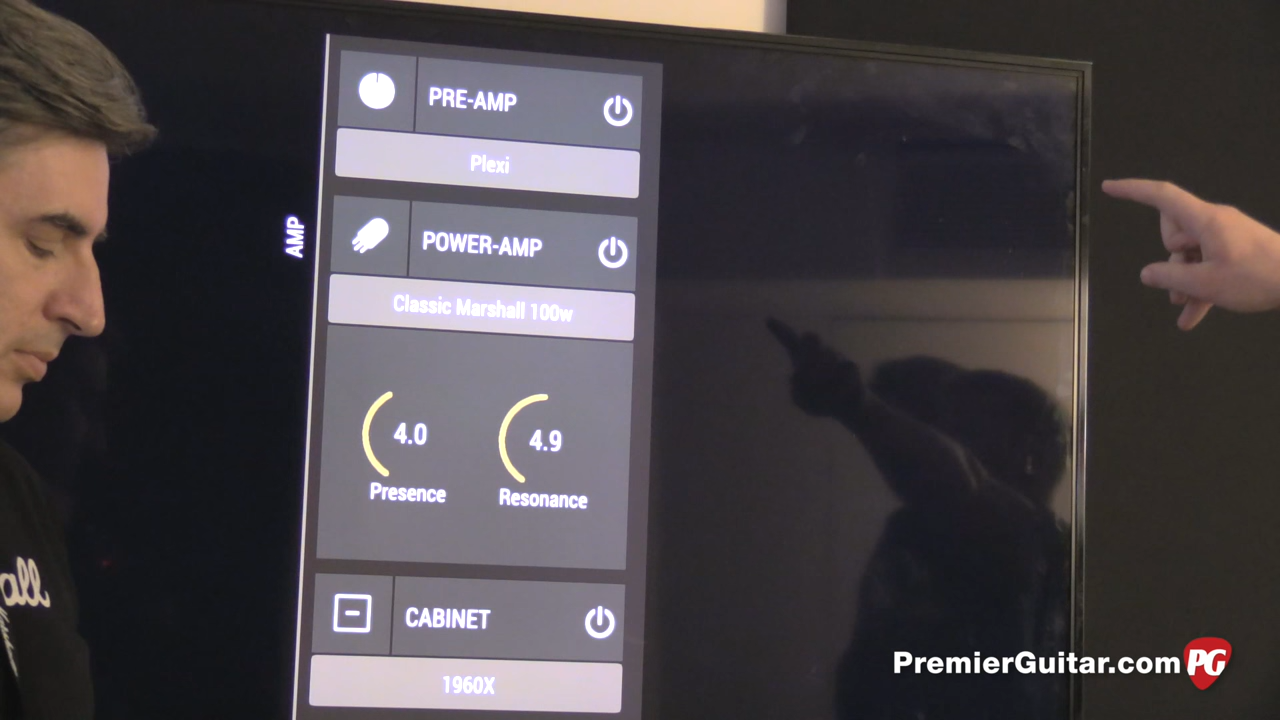 AMP
PRE-AMP
Plexi
POWER-AMP
Classic Marshall 100w
4.0
4.9
Presence
Resonance
CABINET
1960X
all
PremierGuitar.com PG